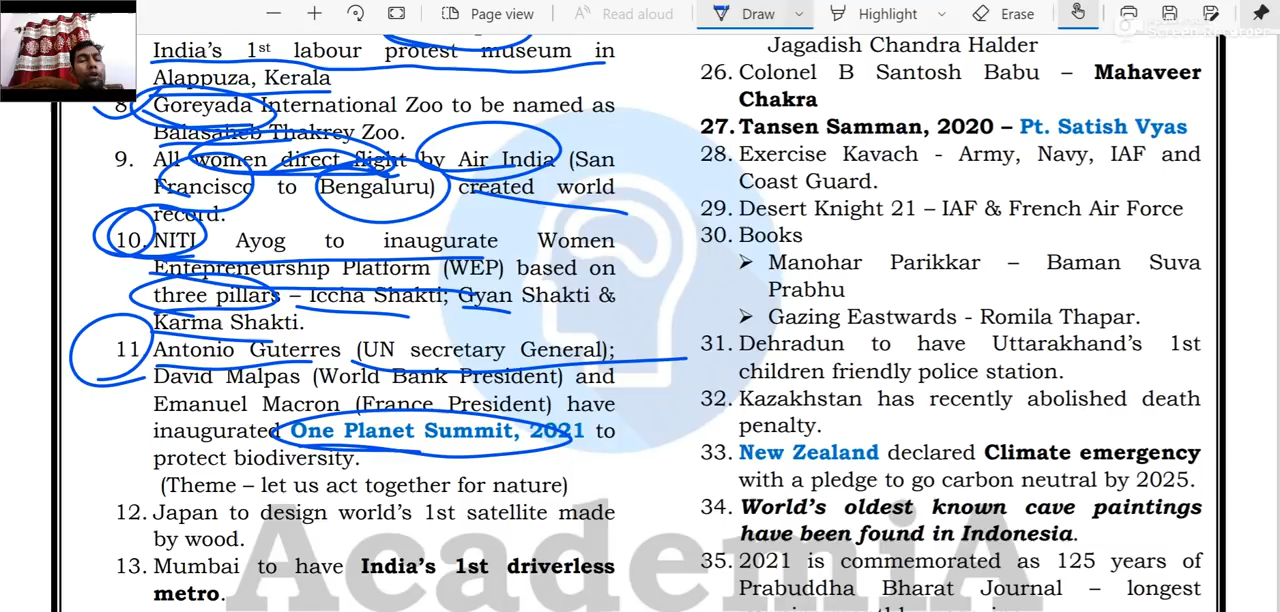 Page view
Read aloud
Draw
Highlight
Erase
India's 1st labour protest museum in
Alappuza, Kerala
8. Goreyada International Zoo to be named as
Balasaheb Thakrey Zoo.
9. All women direct flight by Air India (San
Francisco to Bengaluru) created world
record.
10. NITI Ayog to inaugurate Women
Entepreneurship Platform (WEP) based on
three pillars – Iccha Shakti; Gyan Shakti &
Karma Shakti.
11. Antonio Guterres (UN secretary General);
David Malpas (World Bank President) and
Emanuel Macron (France President) have
inaugurated One Planet Summit, 2021 to
protect biodiversity.
(Theme – let us act together for nature)
12. Japan to design world's 1st satellite made
by wood.
13. Mumbai to have India's 1st driverless
metro.
Jagadish Chandra Halder
26. Colonel B Santosh Babu – Mahaveer
Chakra
27. Tansen Samman, 2020 – Pt. Satish Vyas
28. Exercise Kavach - Army, Navy, IAF and
Coast Guard.
29. Desert Knight 21 – IAF & French Air Force
30. Books
➢ Manohar Parikkar – Baman Suva
Prabhu
➢ Gazing Eastwards - Romila Thapar.
31. Dehradun to have Uttarakhand's 1st
children friendly police station.
32. Kazakhstan has recently abolished death
penalty.
33. New Zealand declared Climate emergency
with a pledge to go carbon neutral by 2025.
34. World's oldest known cave paintings
have been found in Indonesia.
35. 2021 is commemorated as 125 years of
Prabuddha Bharat Journal – longest
AcademiA
Screen Recorder